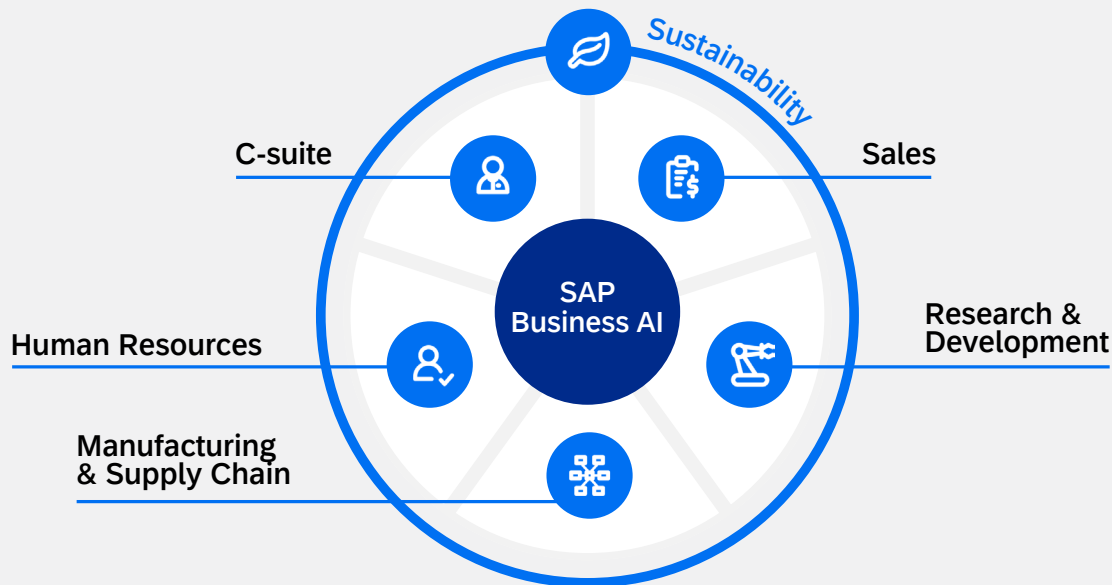 Sustainability
C-suite
Sales
SAP
Business AI
Research &
Development
Human Resources
Manufacturing
& Supply Chain